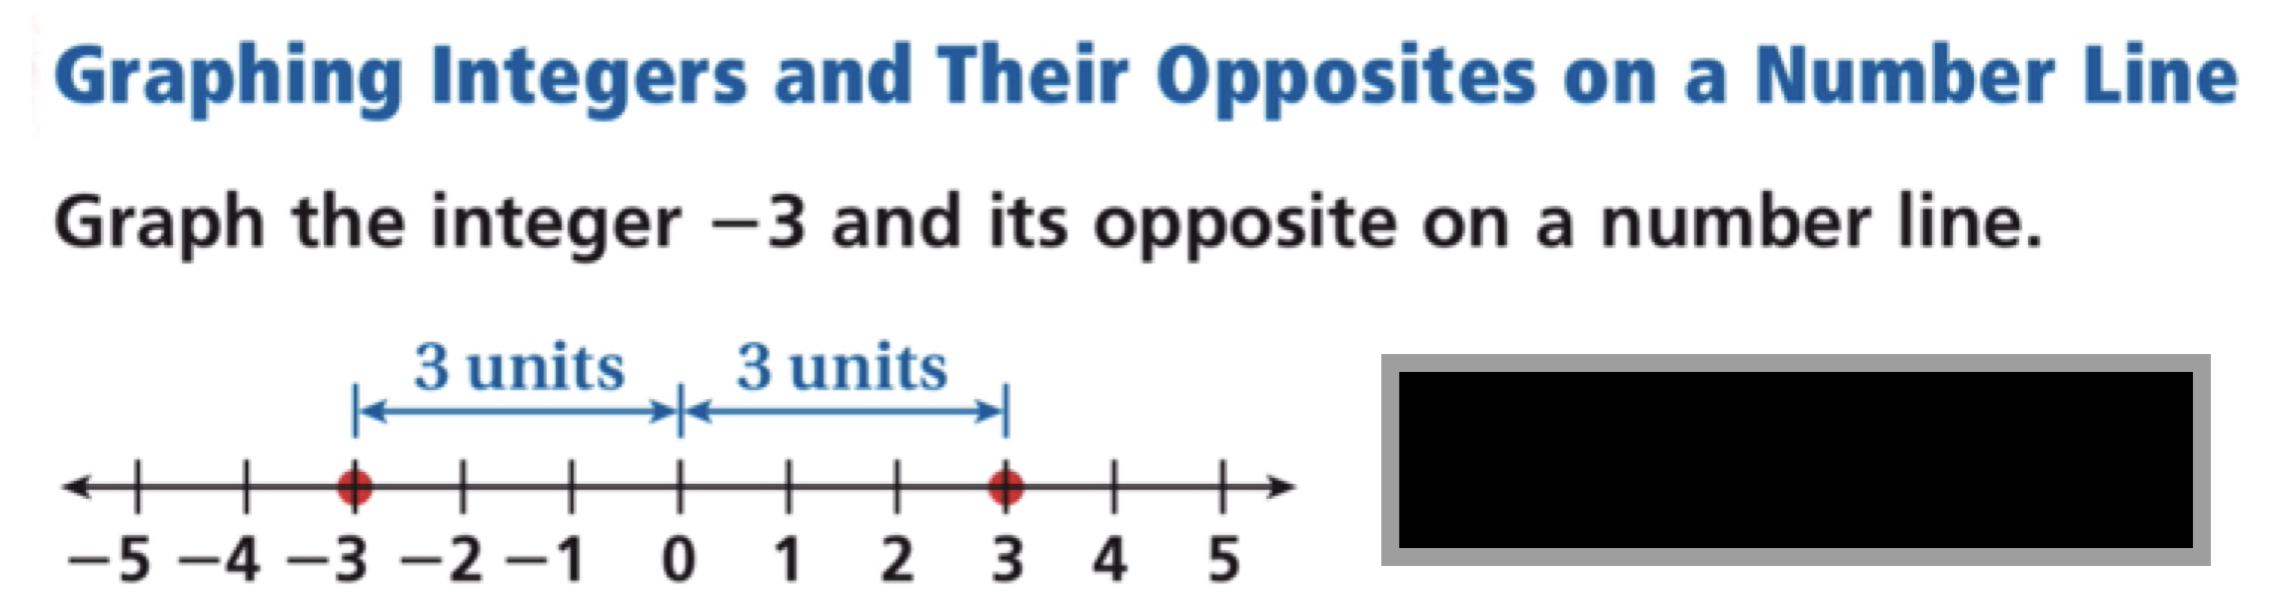 Graphing Integers and Their Opposites on a Number Line
Graph the integer −3 and its opposite on a number line.
3 units 3 units
−5 −4 −3 −2 −1 0 1 2 3 4 5